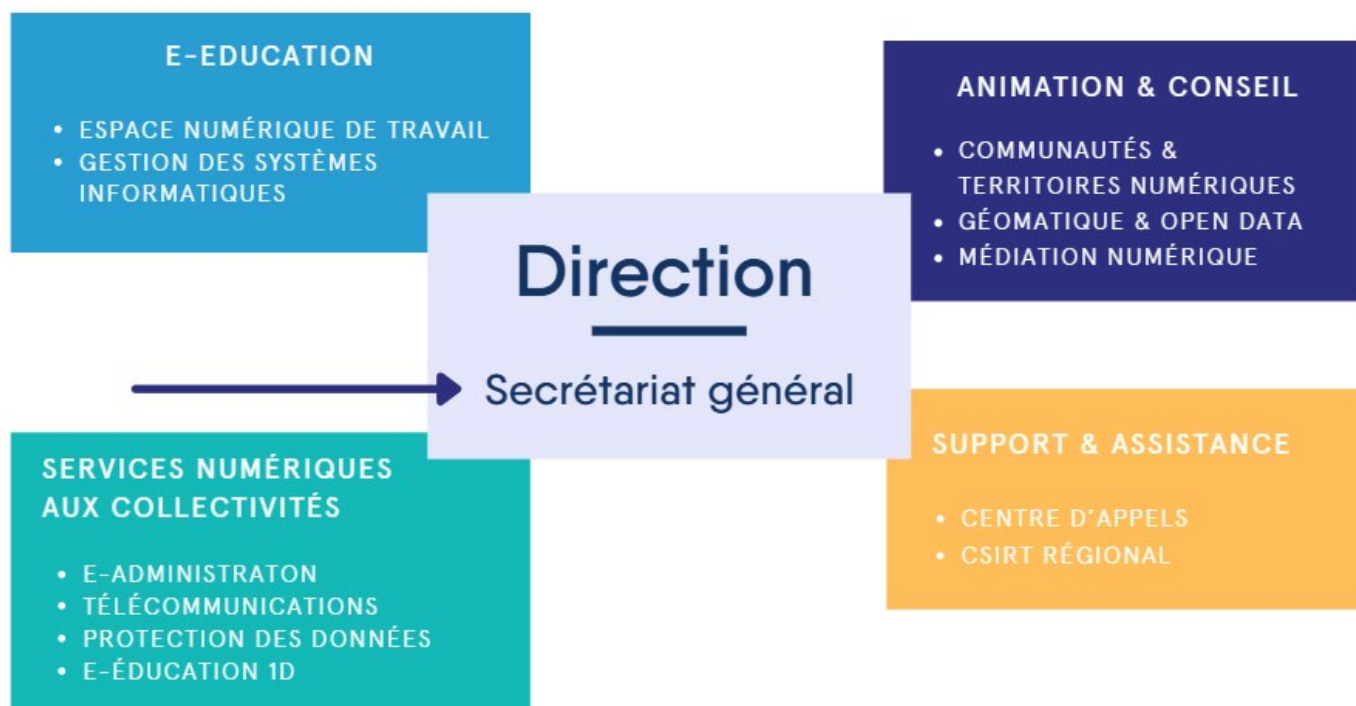 E-EDUCATION
• ESPACE NUMÉRIQUE DE TRAVAIL
• GESTION DES SYSTÈMES
INFORMATIQUES
ANIMATION & CONSEIL
• COMMUNAUTÉS &
TERRITOIRES NUMÉRIQUES
• GÉOMATIQUE & OPEN DATA
• MÉDIATION NUMÉRIQUE
Direction
Secrétariat général
SERVICES NUMÉRIQUES
AUX COLLECTIVITÉS
• E-ADMINISTRATON
• TÉLÉCOMMUNICATIONS
• PROTECTION DES DONNÉES
• E-ÉDUCATION 1D
SUPPORT & ASSISTANCE
• CENTRE D'APPELS
• CSIRT RÉGIONAL